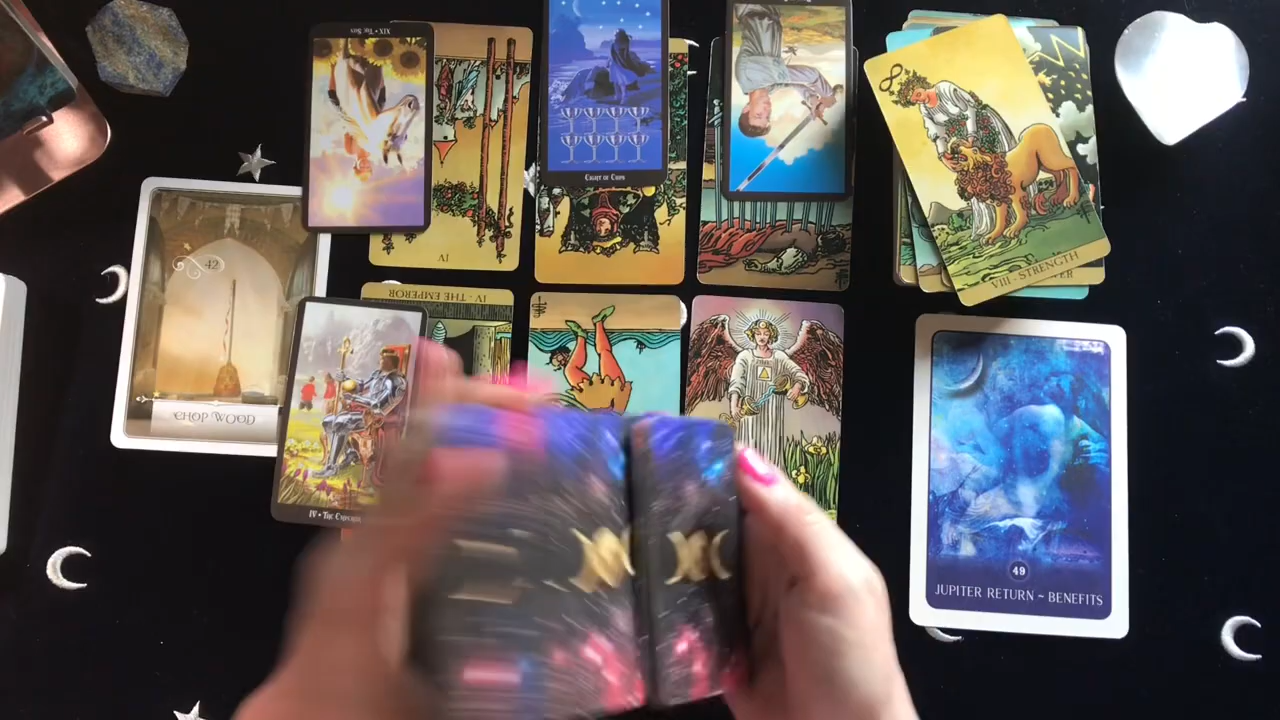 XIX • THE SUN
EIGHT OF CUPS
VIII - STRENGTH
VI
42
CHOP WOOD
IV - THE EMPEROR
IV • THE EMPEROR
49
JUPITER RETURN ~ BENEFITS